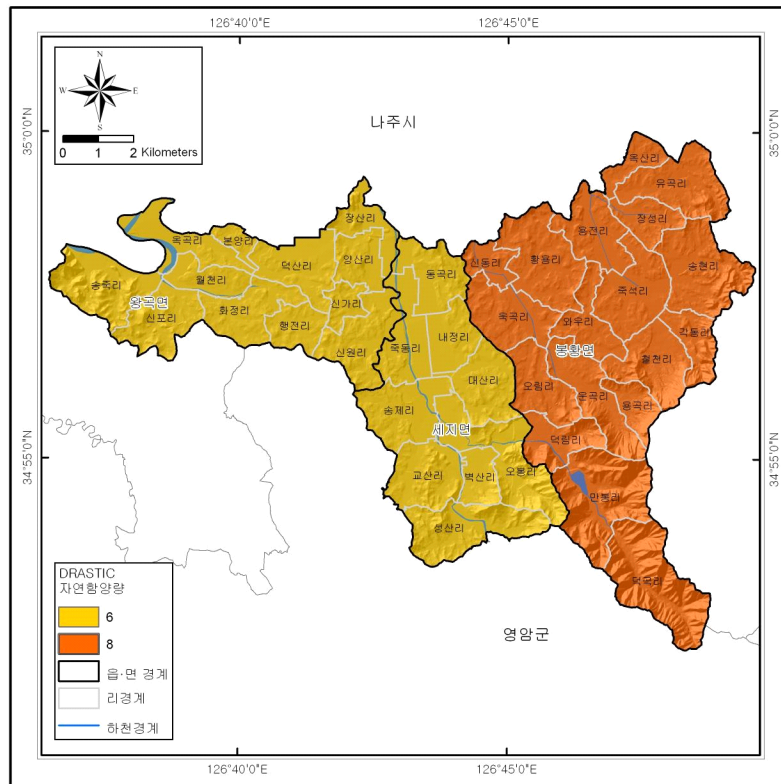 126°40'0"E
126°45'0"E
35°0'0"N
35°0'0"N
34°55'0"N
34°55'0"N
N
W
E
S
0 1 2 Kilometers
나주시
옥산리
유곡리
장성리
용전리
송현리
장산리
옥곡리
본양리
덕산리
양산리
동곡리
신동리
황용리
죽석리
송죽리
월천리
왕곡면
신포리
화정리
신가리
행전리
신원리
죽동리
내정리
욱곡리
와우리
각동리
철천리
봉황면
대산리
오림리
운곡리
용곡리
송제리
세지면
덕림리
교산리
벽산리
오봉리
만봉리
성산리
덕곡리
영암군
DRASTIC
자연함양량
6
8
읍·면 경계
리경계
하천경계
126°40'0"E
126°45'0"E